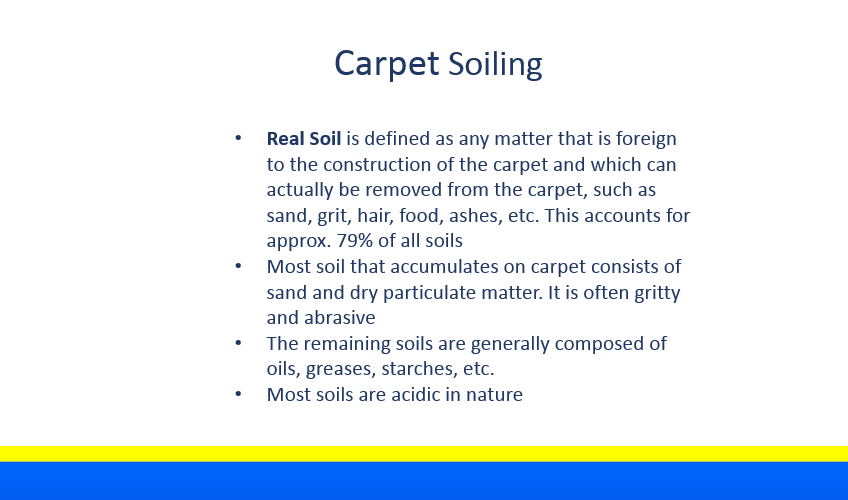 Carpet Soiling
• Real Soil is defined as any matter that is foreign
to the construction of the carpet and which can
actually be removed from the carpet, such as
sand, grit, hair, food, ashes, etc. This accounts for
approx. 79% of all soils
• Most soil that accumulates on carpet consists of
sand and dry particulate matter. It is often gritty
and abrasive
• The remaining soils are generally composed of
oils, greases, starches, etc.
• Most soils are acidic in nature